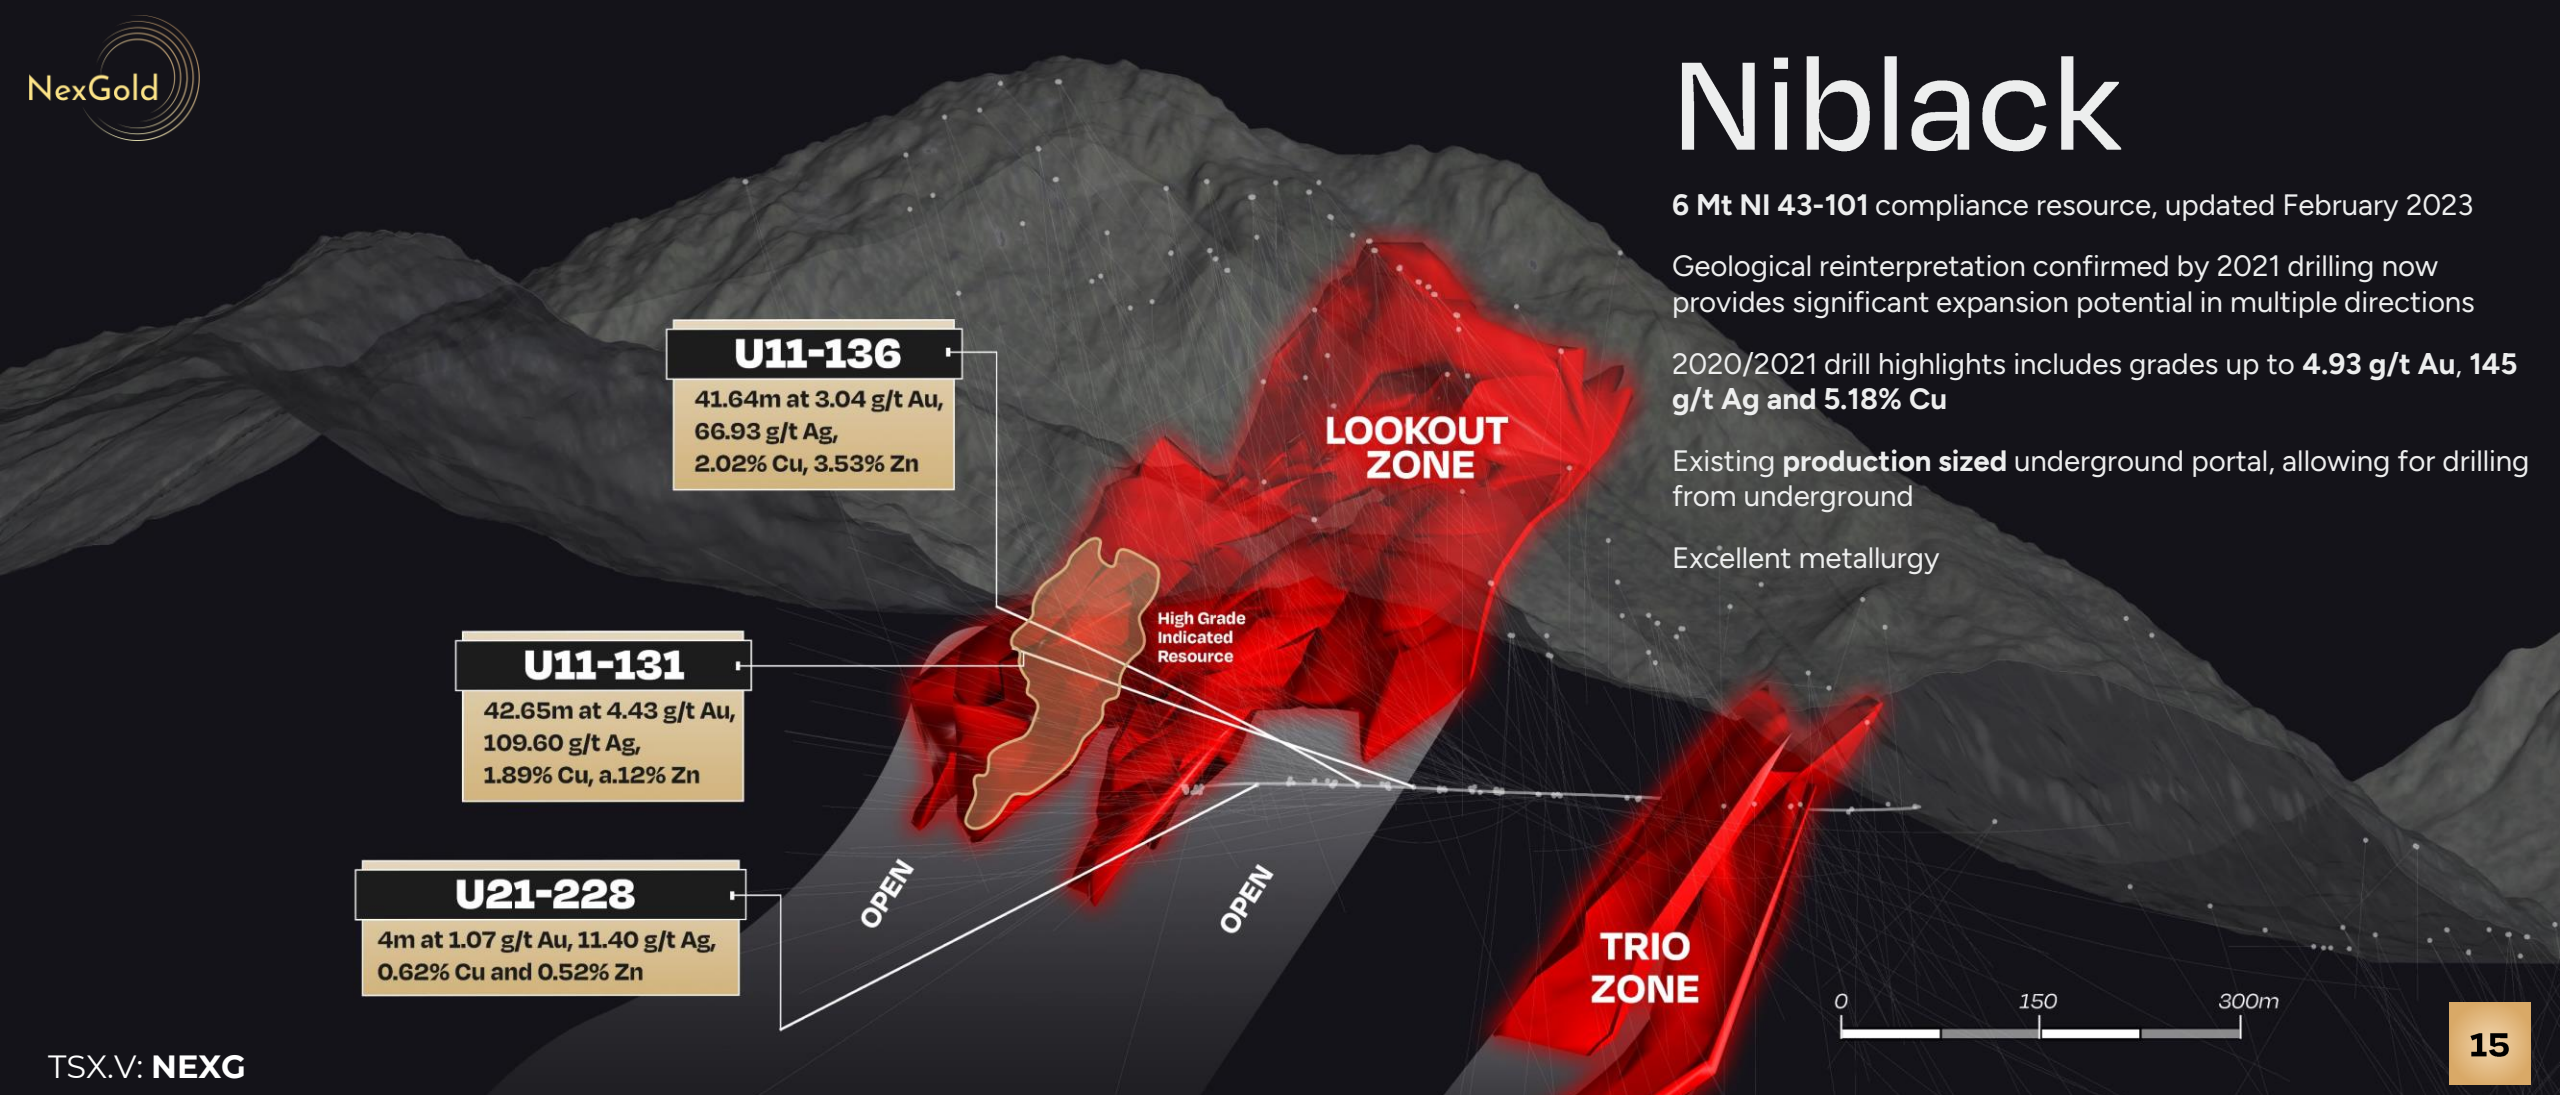 NexGold
Niblack
6 Mt NI 43-101 compliance resource, updated February 2023
Geological reinterpretation confirmed by 2021 drilling now
provides significant expansion potential in multiple directions
2020/2021 drill highlights includes grades up to 4.93 g/t Au, 145
g/t Ag and 5.18% Cu
Existing production sized underground portal, allowing for drilling
from underground
Excellent metallurgy
U11-136
41.64m at 3.04 g/t Au,
66.93 g/t Ag,
2.02% Cu, 3.53% Zn
LOOKOUT
ZONE
High Grade
Indicated
Resource
U11-131
42.65m at 4.43 g/t Au,
109.60 g/t Ag,
1.89% Cu, a.12% Zn
U21-228
4m at 1.07 g/t Au, 11.40 g/t Ag,
0.62% Cu and 0.52% Zn
OPEN
OPEN
TRIO
ZONE
0 150 300m
TSX.V: NEXG
15